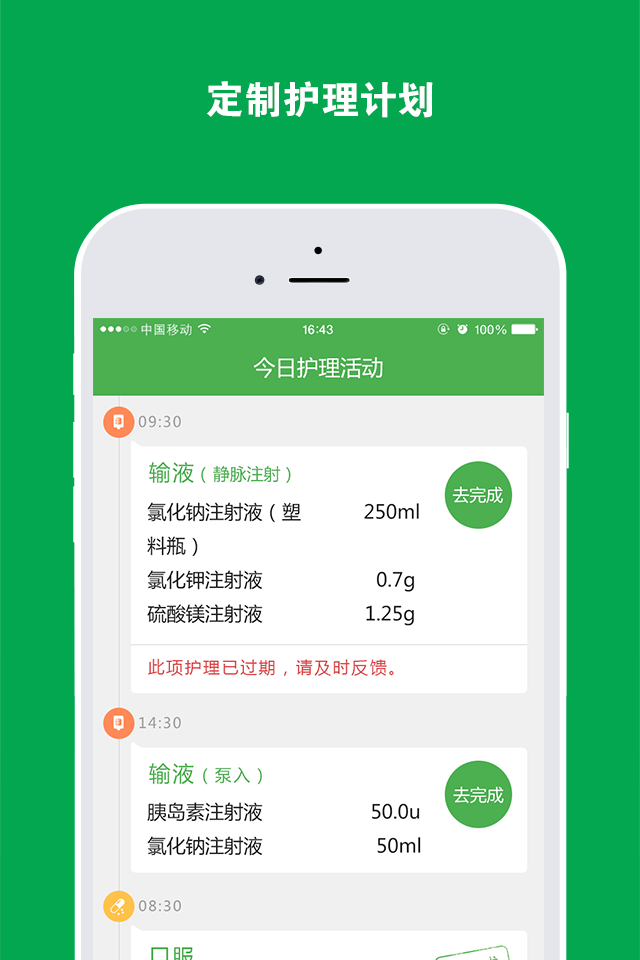 定制护理计划
中国移动 16:43 100%
今日护理活动
09:30
输液（静脉注射） 去完成
氯化钠注射液（塑 250ml
料瓶）
氯化钾注射液 0.7g
硫酸镁注射液 1.25g
此项护理已过期，请及时反馈。
14:30
输液（泵入） 去完成
胰岛素注射液 50.0u
氯化钠注射液 50ml
08:30
口服